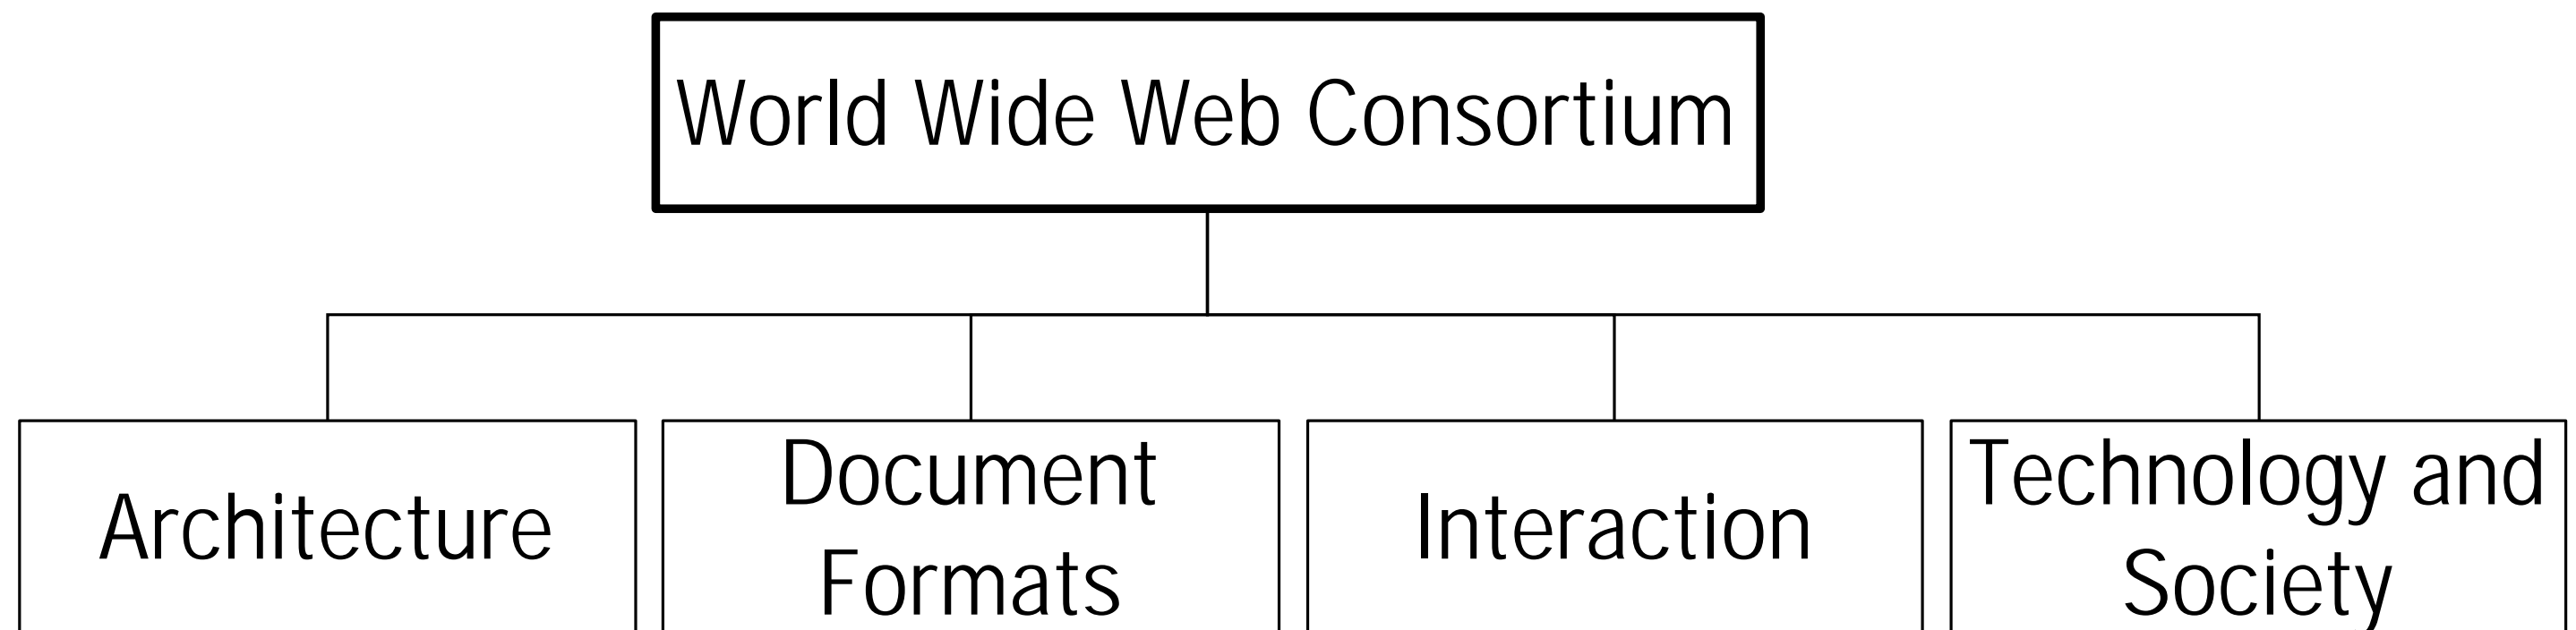 World Wide Web Consortium
Architecture
Document
Formats
Interaction
Technology and
Society